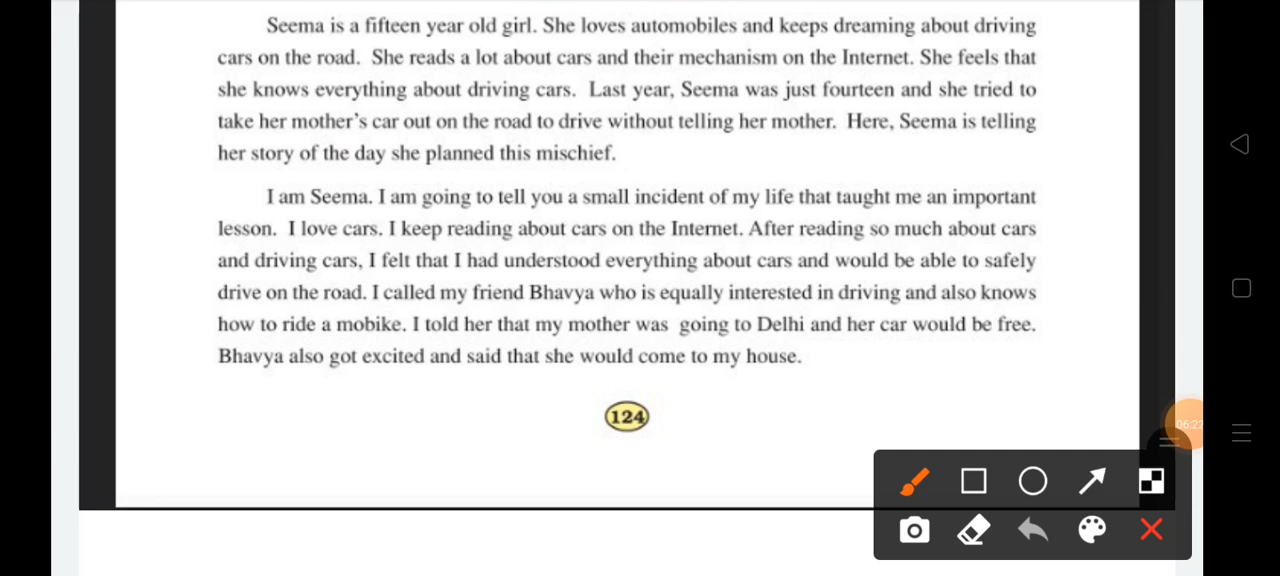 Seema is a fifteen year old girl. She loves automobiles and keeps dreaming about driving
cars on the road. She reads a lot about cars and their mechanism on the Internet. She feels that
she knows everything about driving cars. Last year, Seema was just fourteen and she tried to
take her mother's car out on the road to drive without telling her mother. Here, Seema is telling
her story of the day she planned this mischief.
I am Seema. I am going to tell you a small incident of my life that taught me an important
lesson. I love cars. I keep reading about cars on the Internet. After reading so much about cars
and driving cars, I felt that I had understood everything about cars and would be able to safely
drive on the road. I called my friend Bhavya who is equally interested in driving and also knows
how to ride a mobike. I told her that my mother was going to Delhi and her car would be free.
Bhavya also got excited and said that she would come to my house.
124
06:22